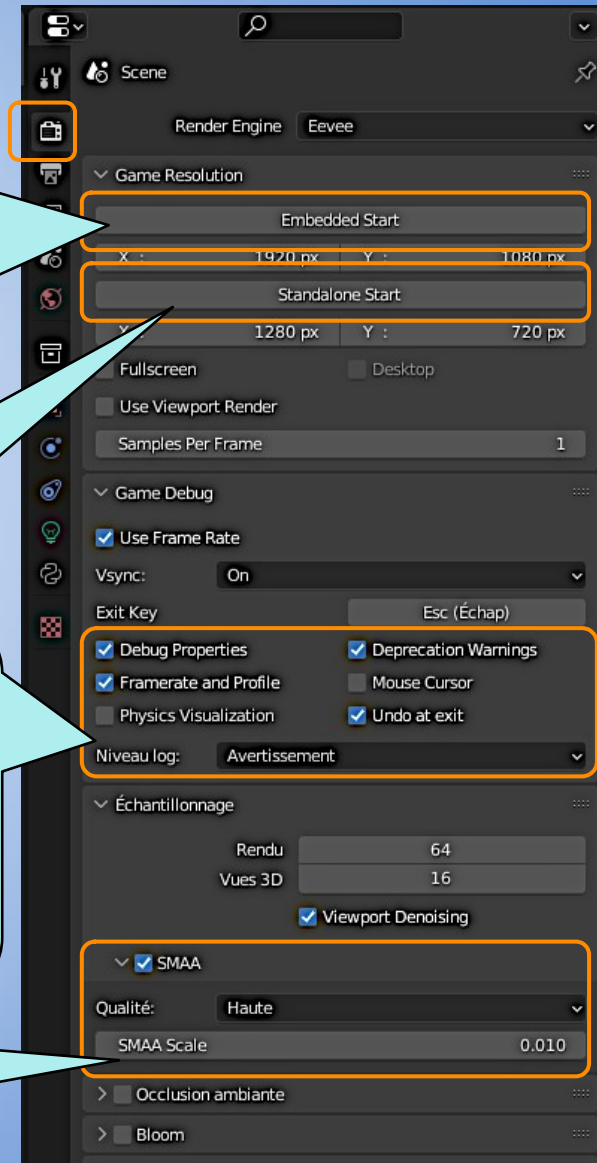 Scene
Render Engine Eevee
Game Resolution
Embedded Start
X : 1920 px Y : 1080 px
Standalone Start
X : 1280 px Y : 720 px
Fullscreen Desktop
Use Viewport Render
Samples Per Frame 1
Game Debug
Use Frame Rate
Vsync: On
Exit Key Esc (Échap)
Debug Properties Deprecation Warnings
Framerate and Profile Mouse Cursor
Physics Visualization Undo at exit
Niveau log: Avertissement
Échantillonnage
Rendu 64
Vues 3D 16
Viewport Denoising
SMAA
Qualité: Haute
SMAA Scale 0.010
Occlusion ambiante
Bloom